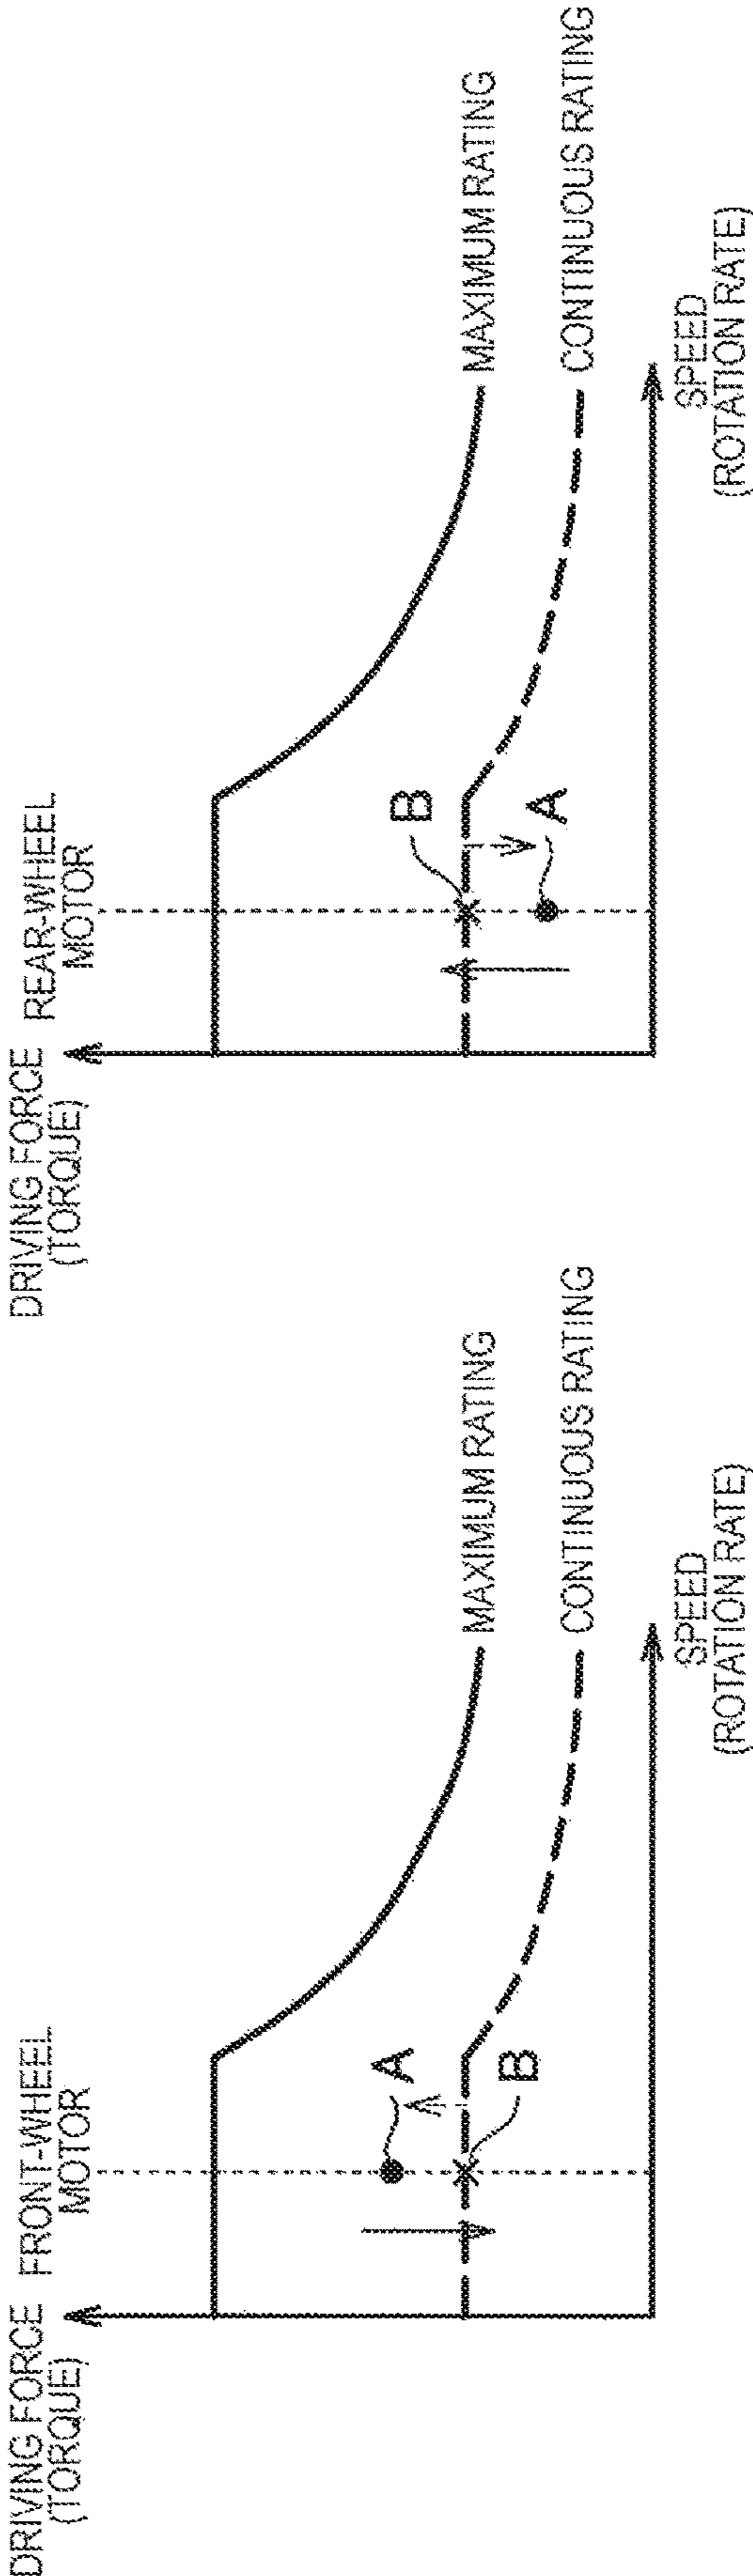 DRIVING FORCE
(TORQUE)
FRONT-WHEEL
MOTOR
A
B
MAXIMUM RATING
CONTINUOUS RATING
SPEED
(ROTATION RATE)
DRIVING FORCE
(TORQUE)
REAR-WHEEL
MOTOR
B
A
MAXIMUM RATING
CONTINUOUS RATING
SPEED
(ROTATION RATE)